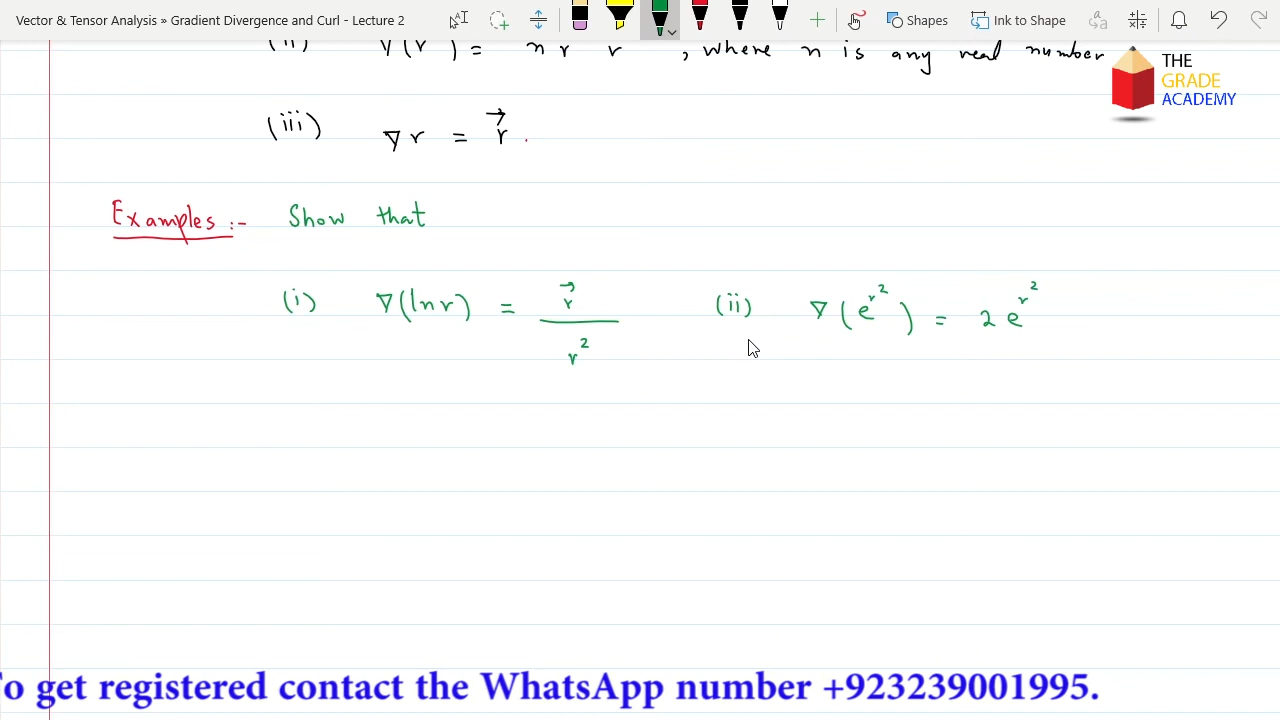 Vector & Tensor Analysis » Gradient Divergence and Curl - Lecture 2
Shapes
Ink to Shape
(ii) ∇(r ) = n r r , where n is any real number
THE
GRADE
ACADEMY
(iii) ∇r = r⃗ .
Examples:- Show that
(i) ∇(ln r) = r⃗ / r² (ii) ∇(e^{r²}) = 2 e^{r²}
To get registered contact the WhatsApp number +923239001995.